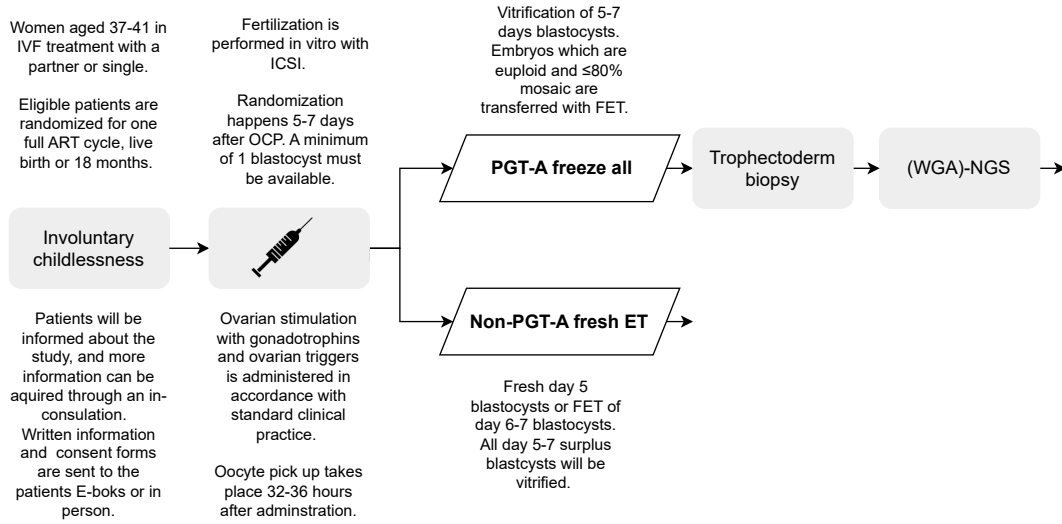 Women aged 37-41 in
IVF treatment with a
partner or single.
Eligible patients are
randomized for one
full ART cycle, live
birth or 18 months.
Involuntary
childlessness
Patients will be
informed about the
study, and more
information can be
aquired through an in-
consulation.
Written information
and consent forms
are sent to the
patients E-boks or in
person.
Fertilization is
performed in vitro with
ICSI.
Randomization
happens 5-7 days
after OCP. A minimum
of 1 blastocyst must
be available.
Ovarian stimulation
with gonadotrophins
and ovarian triggers
is administered in
accordance with
standard clinical
practice.
Oocyte pick up takes
place 32-36 hours
after adminstration.
Vitrification of 5-7
days blastocysts.
Embryos which are
euploid and ≤80%
mosaic are
transferred with FET.
PGT-A freeze all
Trophectoderm
biopsy
(WGA)-NGS
Non-PGT-A fresh ET
Fresh day 5
blastocysts or FET of
day 6-7 blastocysts.
All day 5-7 surplus
blastcysts will be
vitrified.